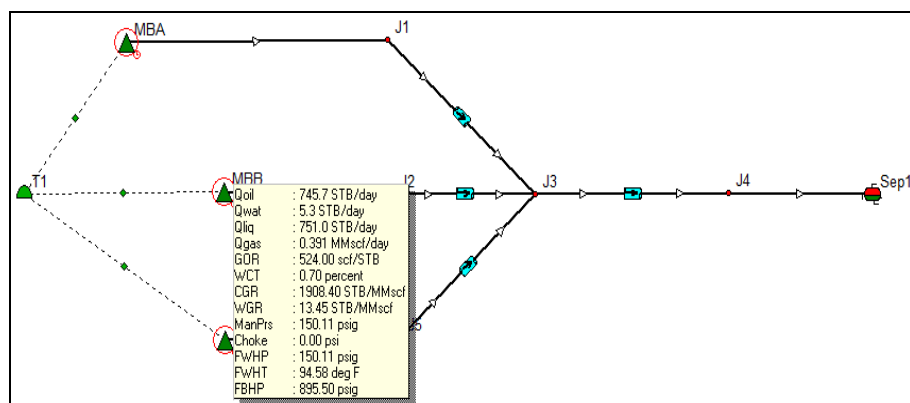 MBA
J1
T1
MBB
J2
J3
J4
Sep1
Qoil : 745.7 STB/day
Qwat : 5.3 STB/day
Qliq : 751.0 STB/day
Qgas : 0.391 MMscf/day
GOR : 524.00 scf/STB
WCT : 0.70 percent
CGR : 1908.40 STB/MMscf
WGR : 13.45 STB/MMscf
ManPrs : 150.11 psig
Choke : 0.00 psi
FWHP : 150.11 psig
FWHT : 94.58 deg F
FBHP : 895.50 psig